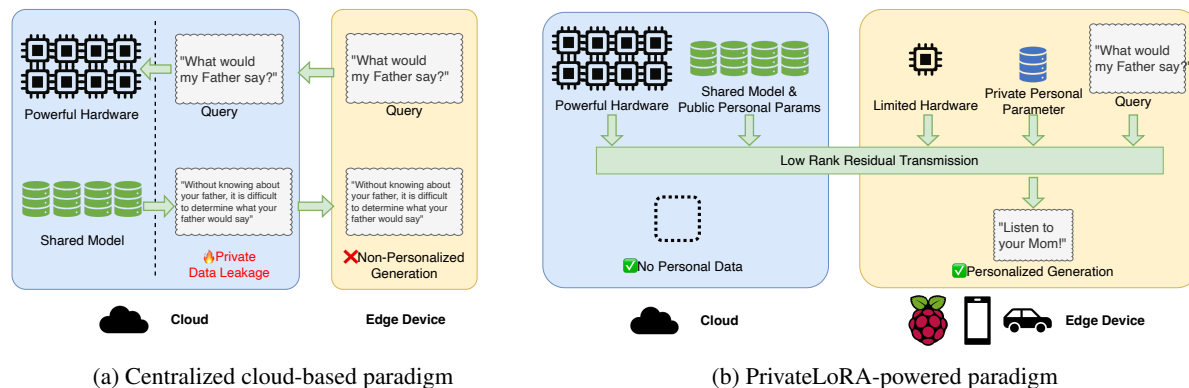 "What would
my Father say?"
Query
Powerful Hardware
"What would
my Father say?"
Query
"Without knowing about
your father, it is difficult
to determine what your
father would say"
Shared Model
🔥Private
Data Leakage
"Without knowing about
your father, it is difficult
to determine what your
father would say"
❌Non-Personalized
Generation
Cloud
Edge Device
(a) Centralized cloud-based paradigm
Powerful Hardware
Shared Model &
Public Personal Params
Limited Hardware
Private Personal
Parameter
"What would
my Father say?"
Query
Low Rank Residual Transmission
✅No Personal Data
"Listen to
your Mom!"
✅Personalized Generation
Cloud
Edge Device
(b) PrivateLoRA-powered paradigm